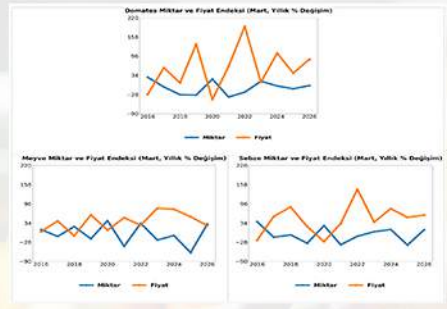 Domates Miktar ve Fiyat Endeksi (Mart, Yıllık % Değişim)
220
158
96
34
-28
-90
2016 2018 2020 2022 2024 2026
Miktar Fiyat
Meyve Miktar ve Fiyat Endeksi (Mart, Yıllık % Değişim)
220
158
96
34
-28
-90
2016 2018 2020 2022 2024 2026
Miktar Fiyat
Sebze Miktar ve Fiyat Endeksi (Mart, Yıllık % Değişim)
220
158
96
34
-28
-90
2016 2018 2020 2022 2024 2026
Miktar Fiyat